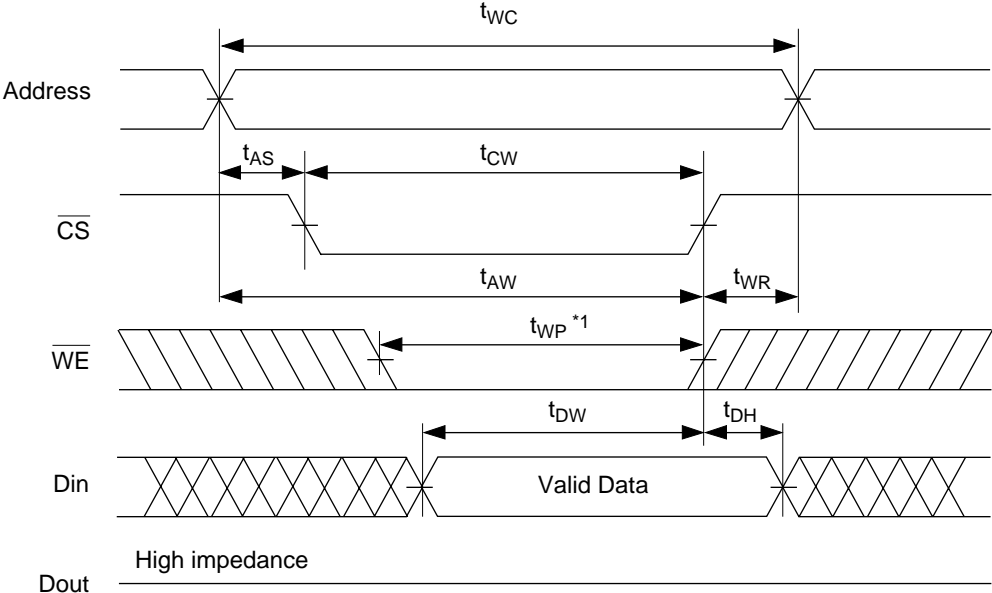 tWC
Address
tAS
tCW
CS
tAW
tWR
tWP *1
WE
tDW
tDH
Din
Valid Data
High impedance
Dout